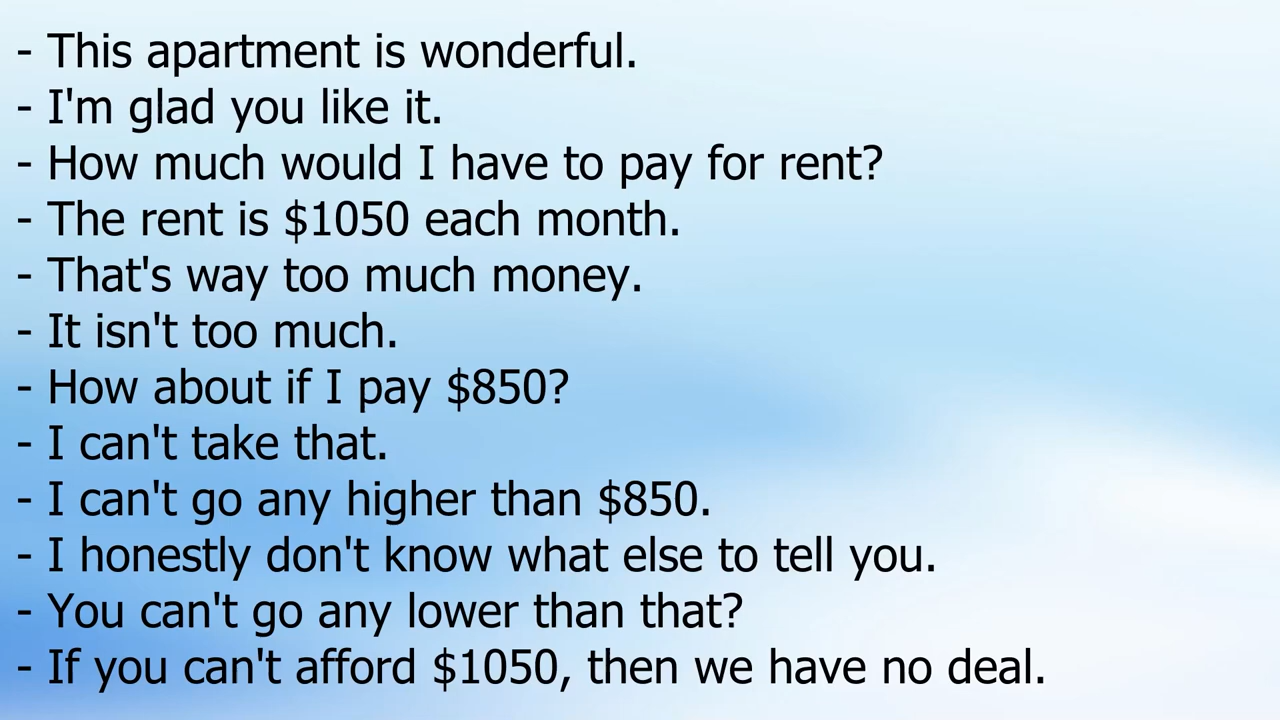 - This apartment is wonderful.
- I'm glad you like it.
- How much would I have to pay for rent?
- The rent is $1050 each month.
- That's way too much money.
- It isn't too much.
- How about if I pay $850?
- I can't take that.
- I can't go any higher than $850.
- I honestly don't know what else to tell you.
- You can't go any lower than that?
- If you can't afford $1050, then we have no deal.